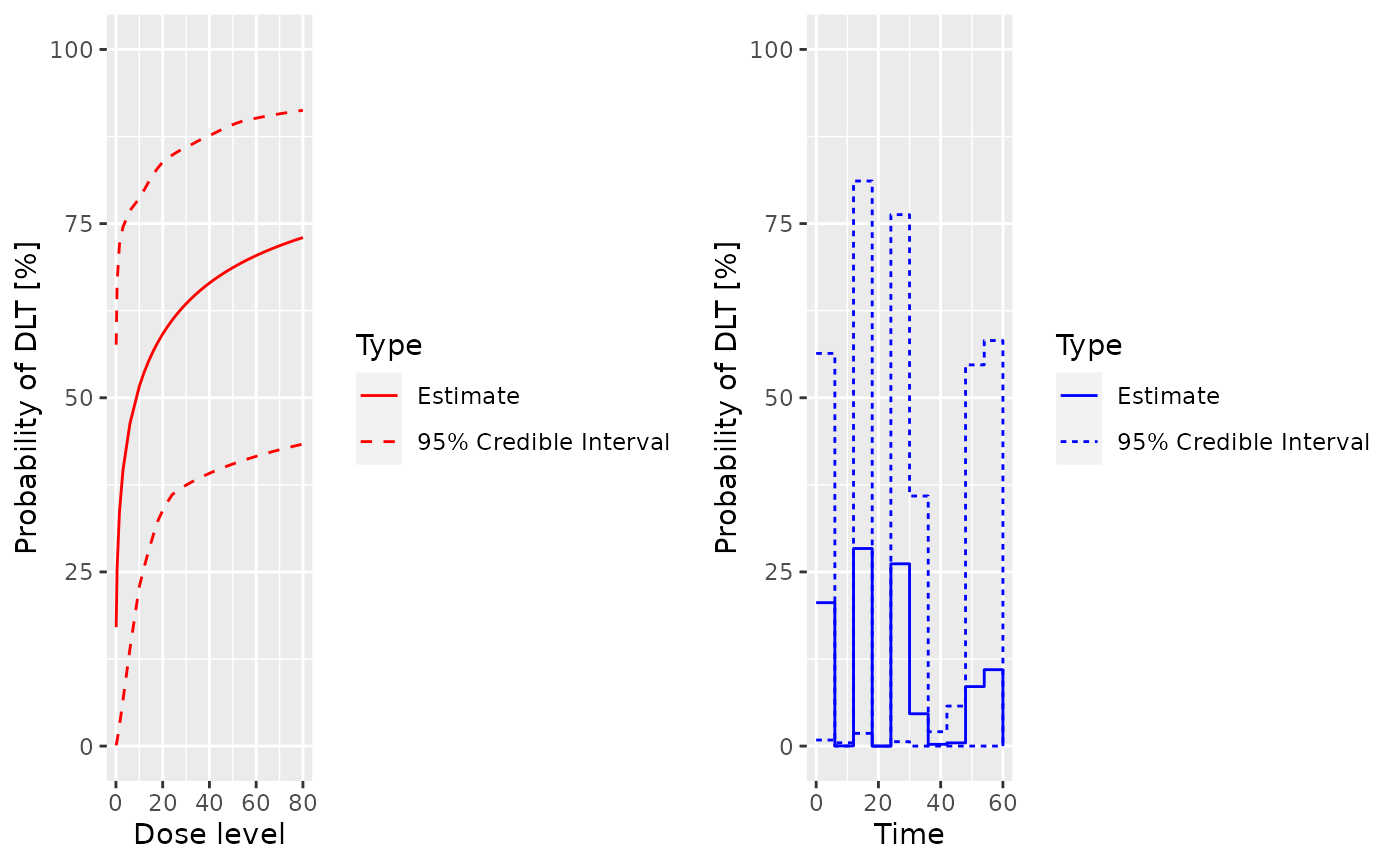 Probability of DLT [%]
100
75
50
25
0
0 20 40 60 80
Dose level
Type
Estimate
95% Credible Interval
Probability of DLT [%]
100
75
50
25
0
0 20 40 60
Time
Type
Estimate
95% Credible Interval